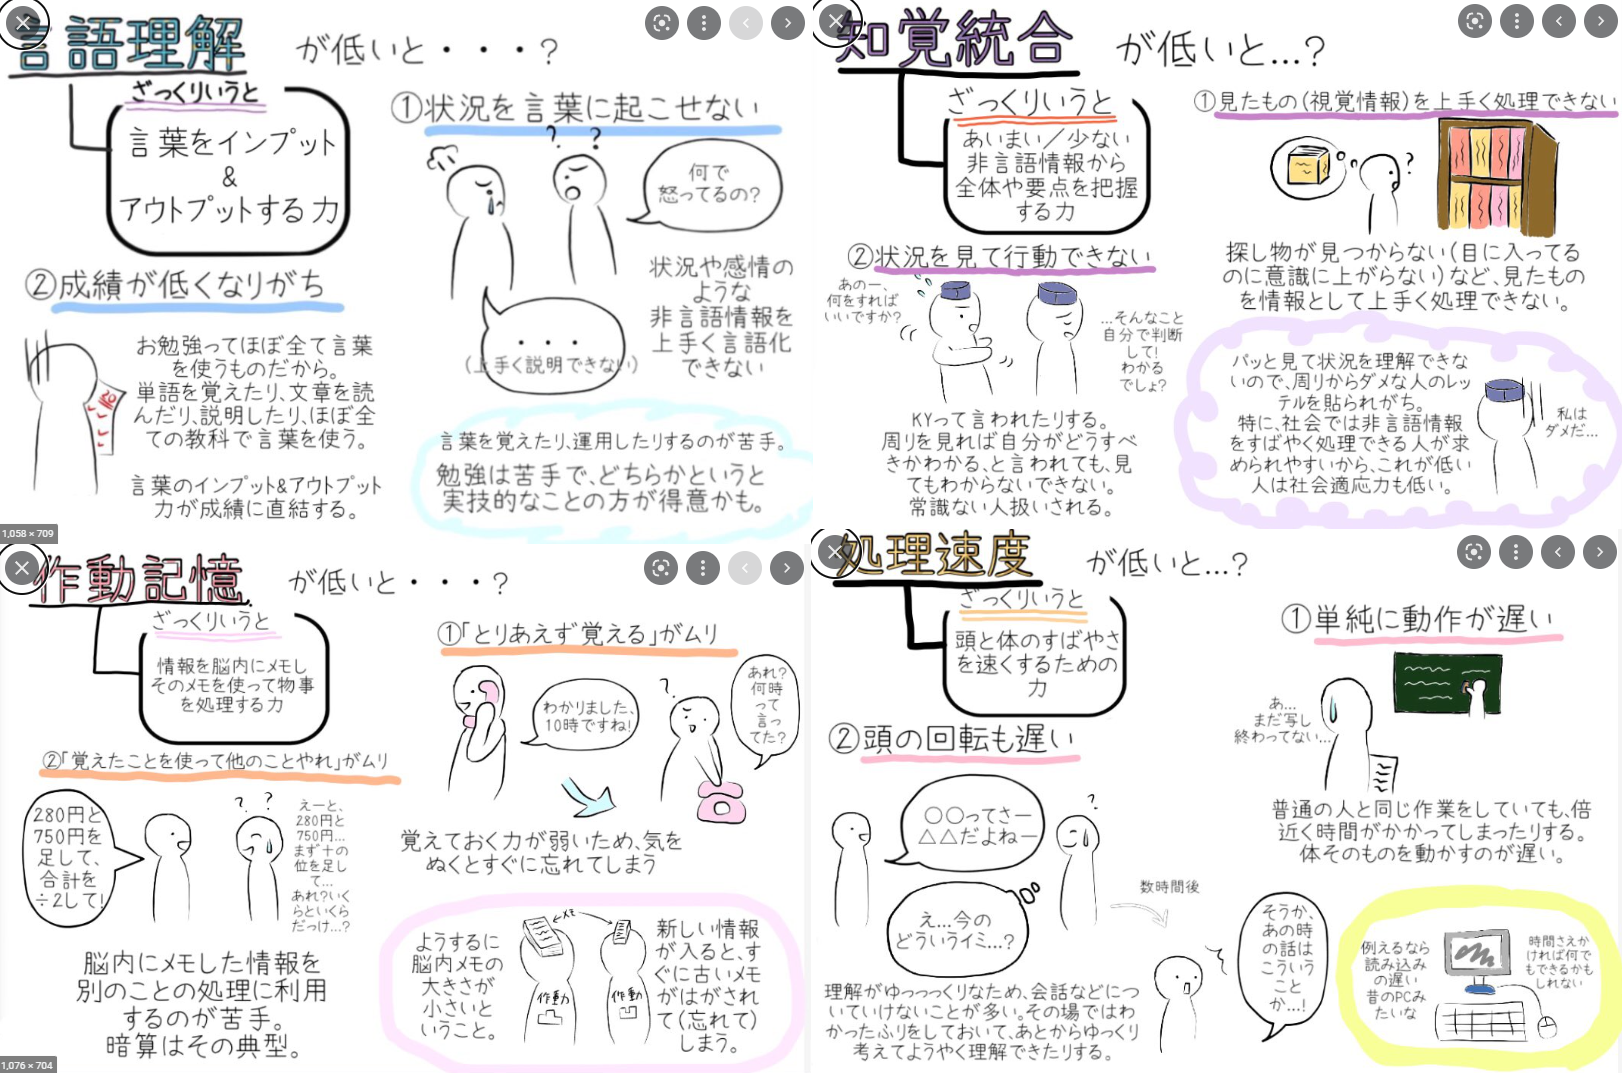 言語理解
が低いと・・・?
ざっくりいうと
言葉をインプット
&
アウトプットする力
①状況を言葉に起こせない
? ?
何で
怒ってるの?
・・・
(上手く説明できない)
状況や感情の
ような
非言語情報を
上手く言語化
できない
②成績が低くなりがち
お勉強ってほぼ全て言葉
を使うものだから。
単語を覚えたり、文章を読
んだり、説明したり、ほぼ全
ての教科で言葉を使う。
言葉のインプット&アウトプット
力が成績に直結する。
言葉を覚えたり、運用したりするのが苦手。
勉強は苦手で、どちらかというと
実技的なことの方が得意かも。
1,058 × 709
知覚統合
が低いと…?
ざっくりいうと
あいまい/少ない
非言語情報から
全体や要点を把握
する力
①見たもの(視覚情報)を上手く処理できない
?
探し物が見つからない(目に入ってる
のに意識に上がらない)など、見たもの
を情報として上手く処理できない。
②状況を見て行動できない
あのー、
何をすれば
いいですか?
…そんなこと
自分で判断
して!
わかる
でしょ?
KYって言われたりする。
周りを見れば自分がどうすべ
きかわかる、と言われても、見
てもわからないできない。
常識ない人扱いされる。
パッと見て状況を理解できな
いので、周りからダメな人のレッ
テルを貼られがち。
特に、社会では非言語情報
をすばやく処理できる人が求
められやすいから、これが低い
人は社会適応力も低い。
私は
ダメだ…
作動記憶
が低いと・・・?
ざっくりいうと
情報を脳内にメモし
そのメモを使って物事
を処理する力
①「とりあえず覚える」がムリ
わかりました、
10時ですね!
?
あれ?
何時
って
言っ
てた?
覚えておく力が弱いため、気を
ぬくとすぐに忘れてしまう
②「覚えたことを使って他のことやれ」がムリ
280円と
750円を
足して、
合計を
÷2して!
? ?
えーと、
280円と
750円…
まず十の
位を足し
て…
あれ?いく
らといくら
だっけ…?
脳内にメモした情報を
別のことの処理に利用
するのが苦手。
暗算はその典型。
ようするに
脳内メモの
大きさが
小さいと
いうこと。
メモ
作動
作動
新しい情報
が入ると、す
ぐに古いメモ
がはがされ
て(忘れて)
しまう。
1,076 × 704
処理速度
が低いと…?
ざっくりいうと
頭と体のすばやさ
を速くするための
力
①単純に動作が遅い
あ…
まだ写し
終わってない…
普通の人と同じ作業をしていても、倍
近く時間がかかってしまったりする。
体そのものを動かすのが遅い。
②頭の回転も遅い
〇〇ってさー
△△だよねー
?
え…今の
どういうイミ…?
数時間後
そうか、
あの時
の話は
こういう
こと
か…!
理解がゆっっっくりなため、会話などにつ
いていけないことが多い。その場ではわ
かったふりをしておいて、あとからゆっくり
考えてようやく理解できたりする。
例えるなら
読み込み
の遅い
昔のPCみ
たいな
時間さえか
ければ何で
もできるかも
しれない